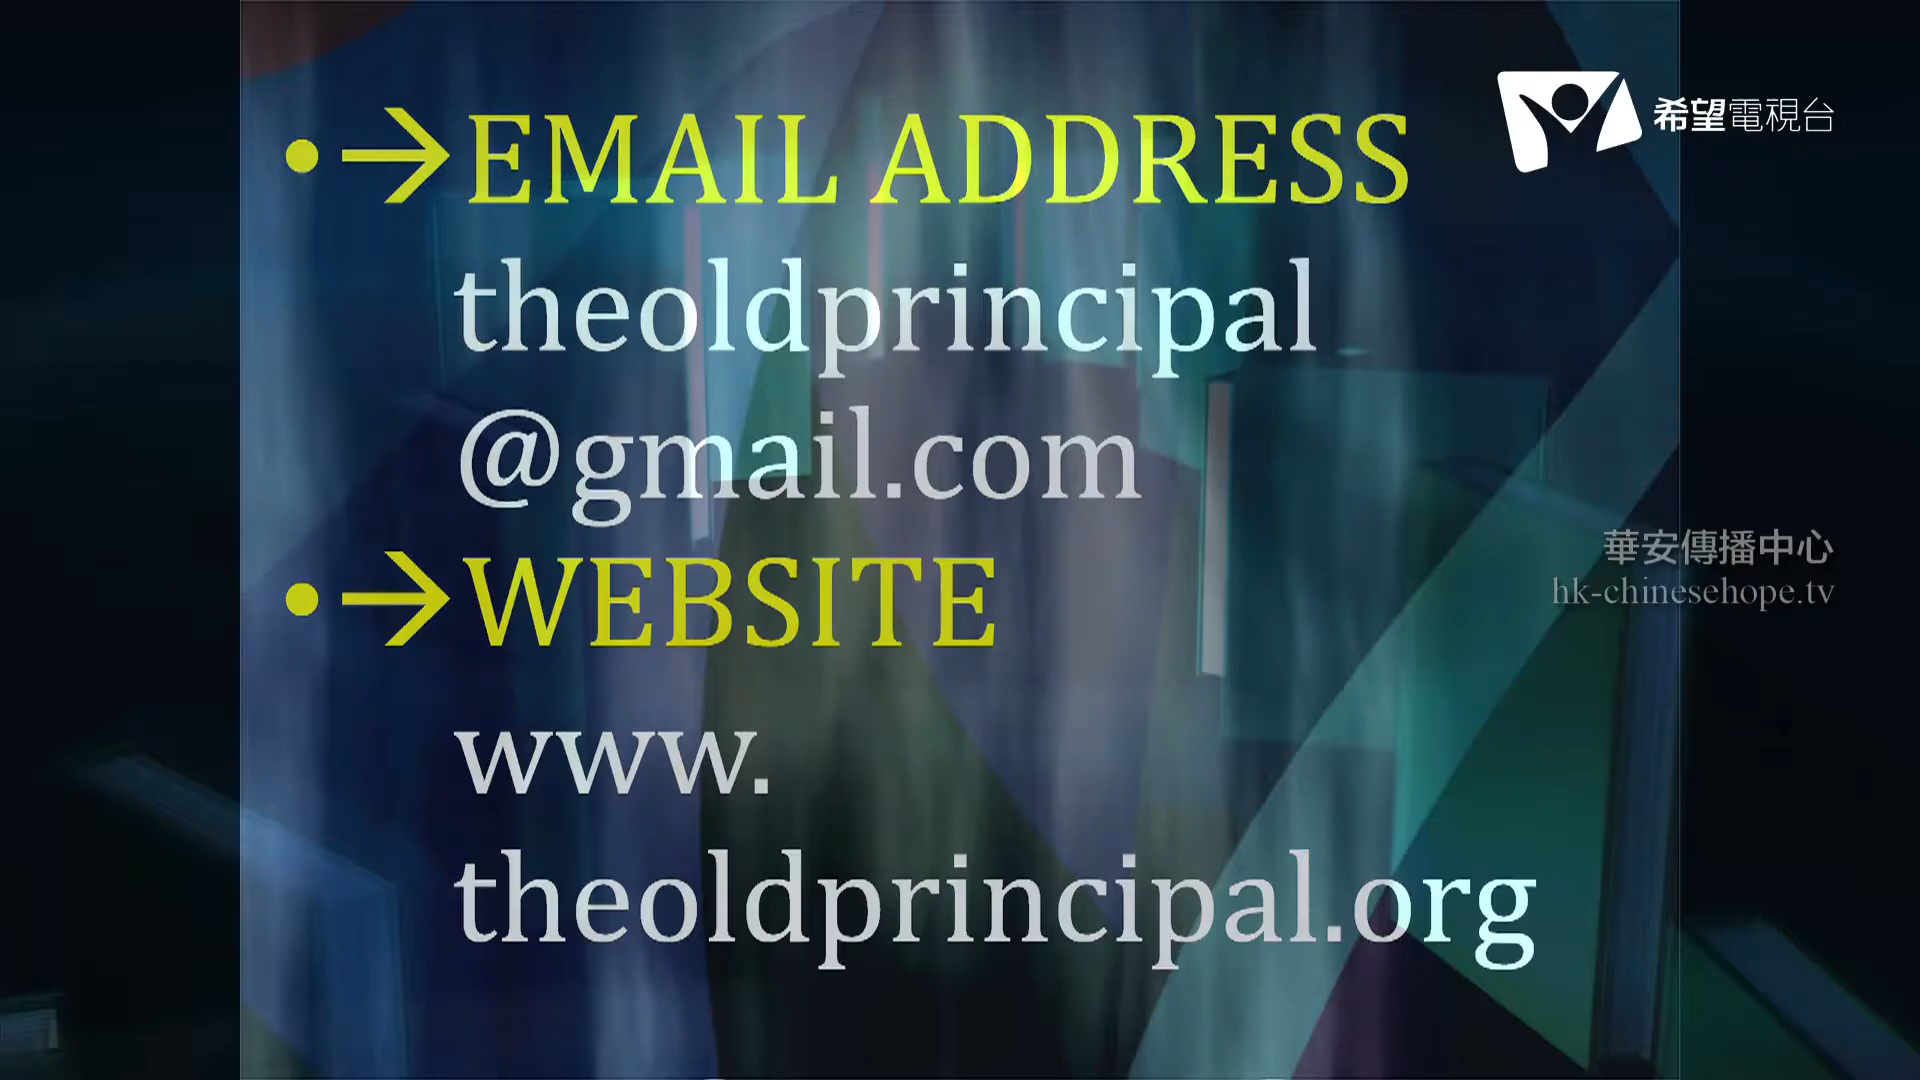 •→EMAIL ADDRESS
theoldprincipal
@gmail.com
•→WEBSITE
www.
theoldprincipal.org
希望電視台
華安傳播中心
hk-chinesehope.tv